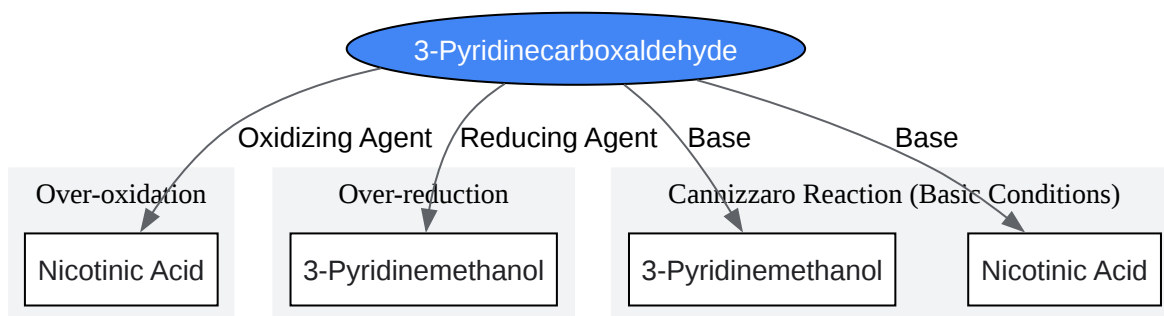 3-Pyridinecarboxaldehyde
Oxidizing Agent
Reducing Agent
Base
Base
Over-oxidation
Over-reduction
Cannizzaro Reaction (Basic Conditions)
Nicotinic Acid
3-Pyridinemethanol
3-Pyridinemethanol
Nicotinic Acid